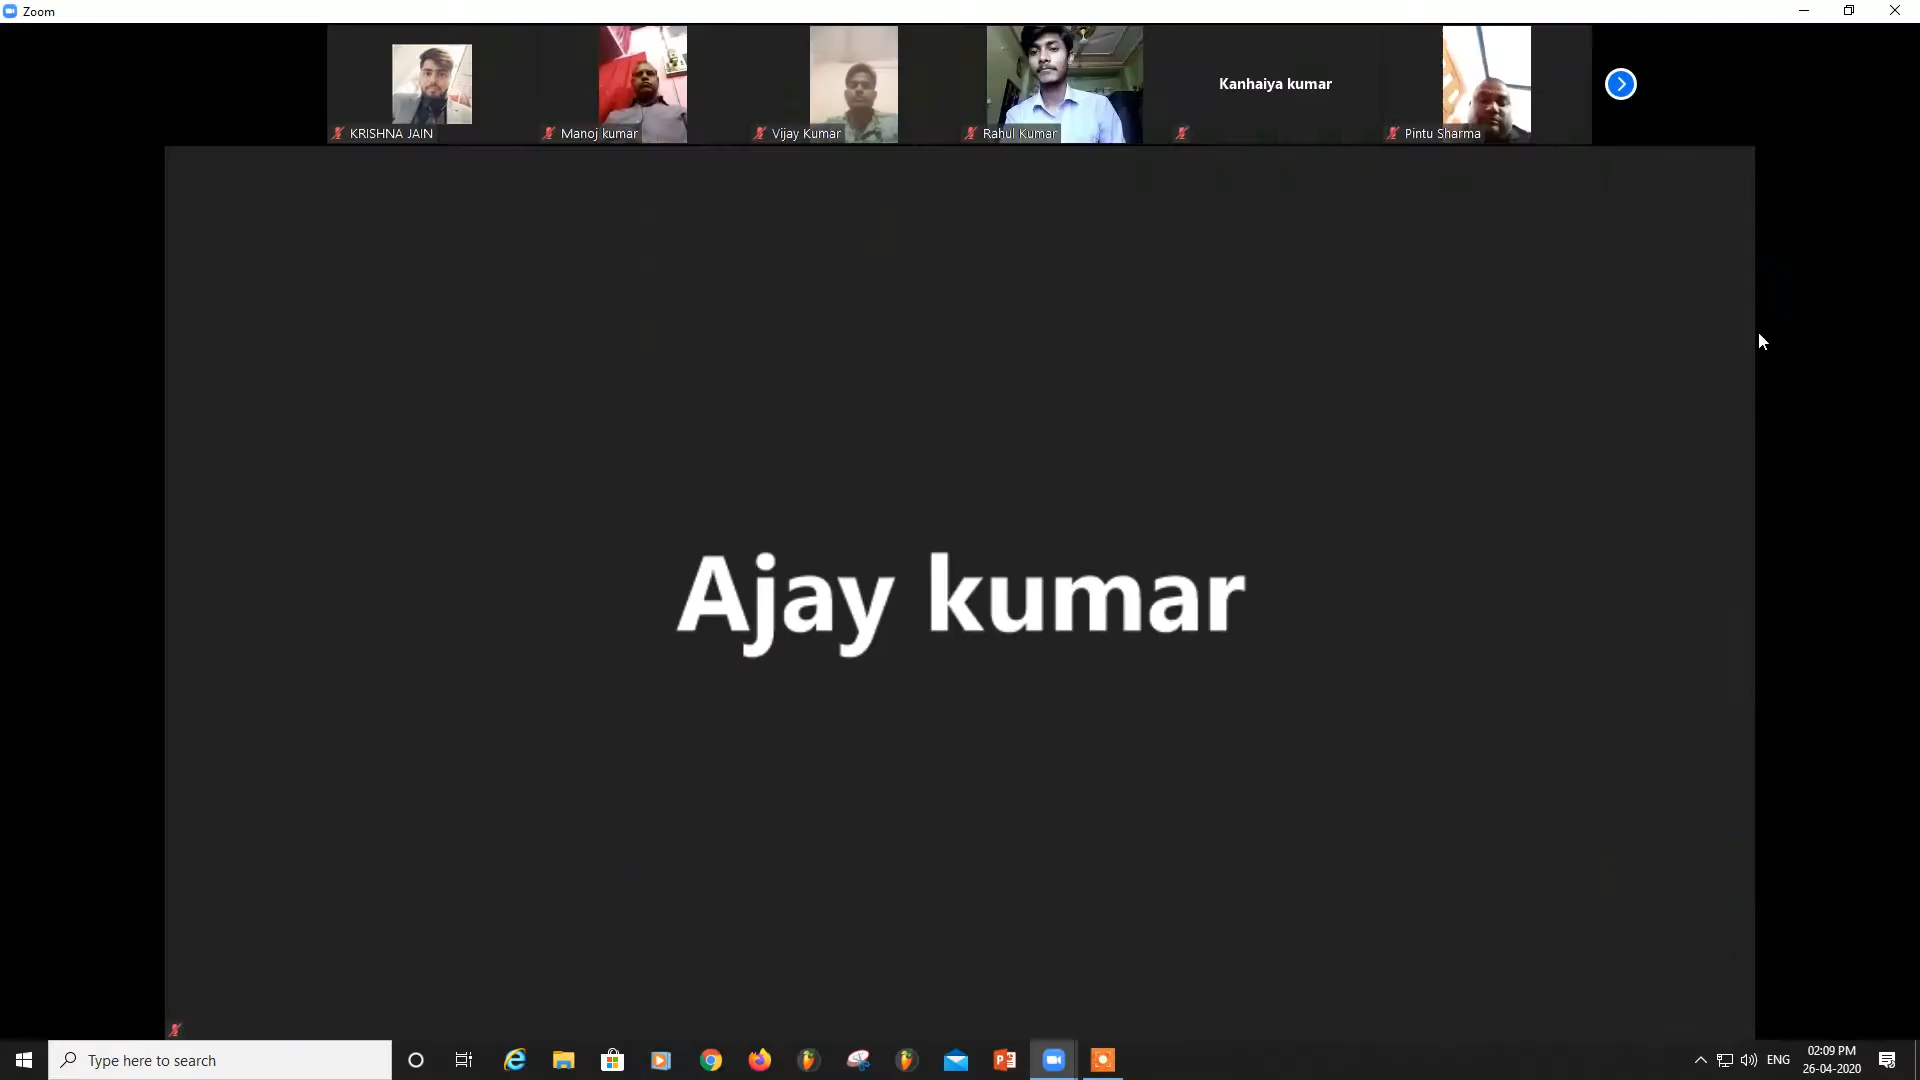 Zoom
KRISHNA JAIN
Manoj kumar
Vijay Kumar
Rahul Kumar
Kanhaiya kumar
Pintu Sharma
Ajay kumar
Type here to search
ENG
02:09 PM
26-04-2020